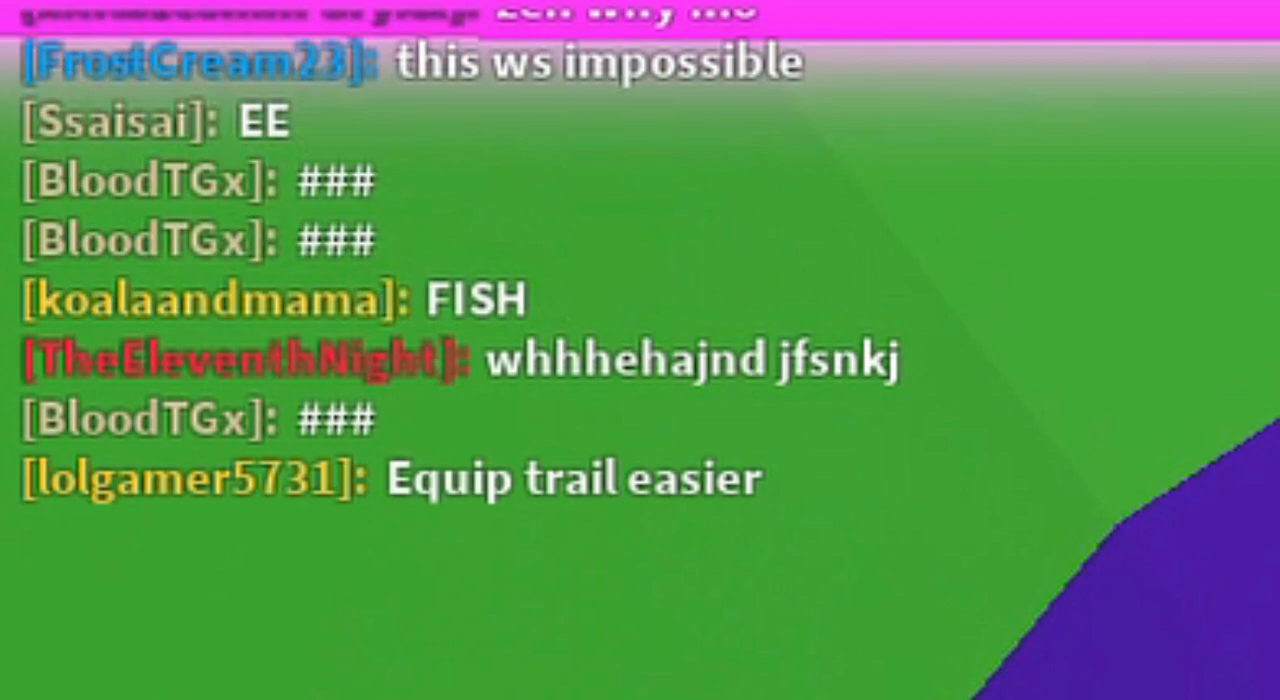 [FrostCream23]: this ws impossible
[Ssaisai]: EE
[BloodTGx]: ###
[BloodTGx]: ###
[koalaandmama]: FISH
[TheEleventhNight]: whhhehajnd jfsnkj
[BloodTGx]: ###
[lolgamer5731]: Equip trail easier